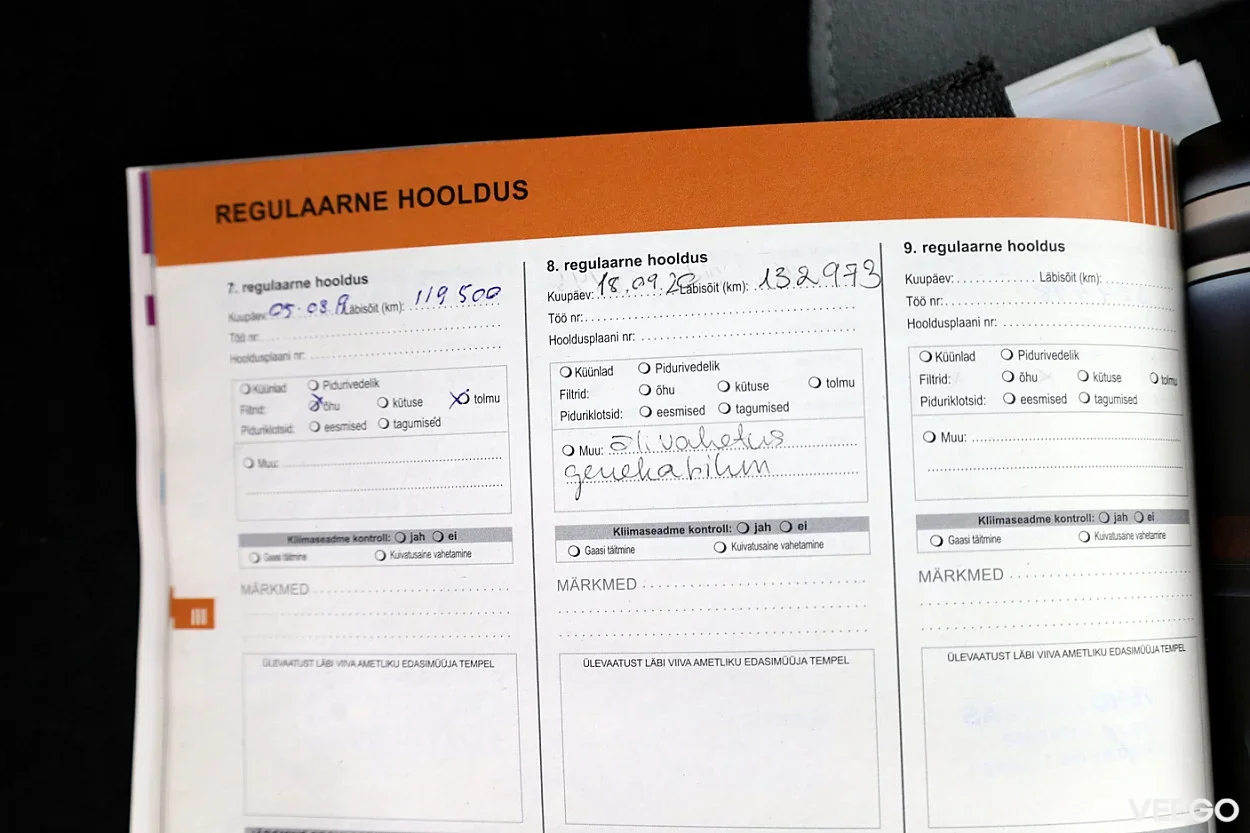 REGULAARNE HOOLDUS
7. regulaarne hooldus
Kuupäev: 05.03.19 Läbisõit (km): 119 500
Töö nr:
Hooldusplaani nr:
Küünlad Pidurivedelik
Filtrid: õhu kütuse tolmu
Piduriklotsid: eesmised tagumised
Muu:
Kliimaseadme kontroll: jah ei
Gaasi täitmine Kuivatusaine vahetamine
MÄRKMED
ÜLEVAATUST LÄBI VIIVA AMETLIKU EDASIMÜÜJA TEMPEL
8. regulaarne hooldus
Kuupäev: 18.09.20 Läbisõit (km): 132973
Töö nr:
Hooldusplaani nr:
Küünlad Pidurivedelik
Filtrid: õhu kütuse tolmu
Piduriklotsid: eesmised tagumised
Muu: õlivahetus
Kliimaseadme kontroll: jah ei
Gaasi täitmine Kuivatusaine vahetamine
MÄRKMED
ÜLEVAATUST LÄBI VIIVA AMETLIKU EDASIMÜÜJA TEMPEL
9. regulaarne hooldus
Kuupäev: Läbisõit (km):
Töö nr:
Hooldusplaani nr:
Küünlad Pidurivedelik
Filtrid: õhu kütuse tolmu
Piduriklotsid: eesmised tagumised
Muu:
Kliimaseadme kontroll: jah ei
Gaasi täitmine Kuivatusaine vahetamine
MÄRKMED
ÜLEVAATUST LÄBI VIIVA AMETLIKU EDASIMÜÜJA TEMPEL
III
VEEGO